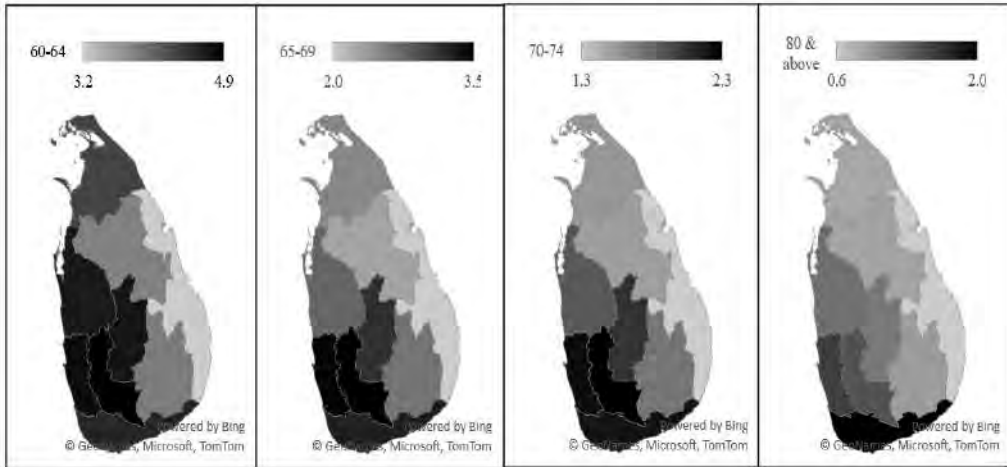 60-64
3.2 4.9
Powered by Bing
© GeoNames, Microsoft, TomTom
65-69
2.0 3.5
Powered by Bing
© GeoNames, Microsoft, TomTom
70-74
1.3 2.3
Powered by Bing
© GeoNames, Microsoft, TomTom
80 &
above
0.6 2.0
Powered by Bing
© GeoNames, Microsoft, TomTom